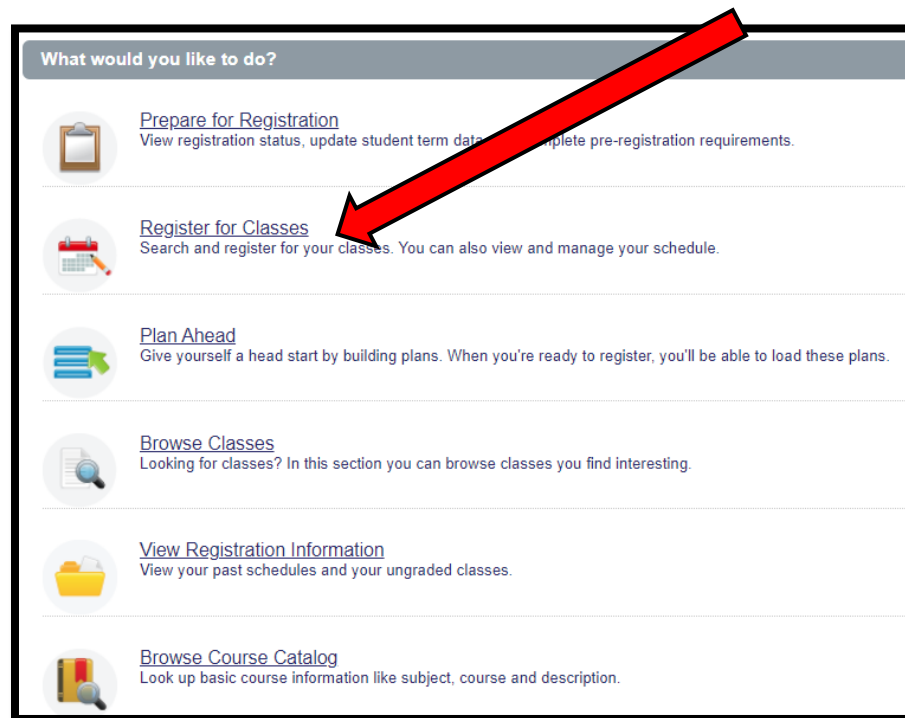 What would you like to do?
Prepare for Registration
View registration status, update student term data plete pre-registration requirements.
Register for Classes
Search and register for your classes. You can also view and manage your schedule.
Plan Ahead
Give yourself a head start by building plans. When you're ready to register, you'll be able to load these plans.
Browse Classes
Looking for classes? In this section you can browse classes you find interesting.
View Registration Information
View your past schedules and your ungraded classes.
Browse Course Catalog
Look up basic course information like subject, course and description.